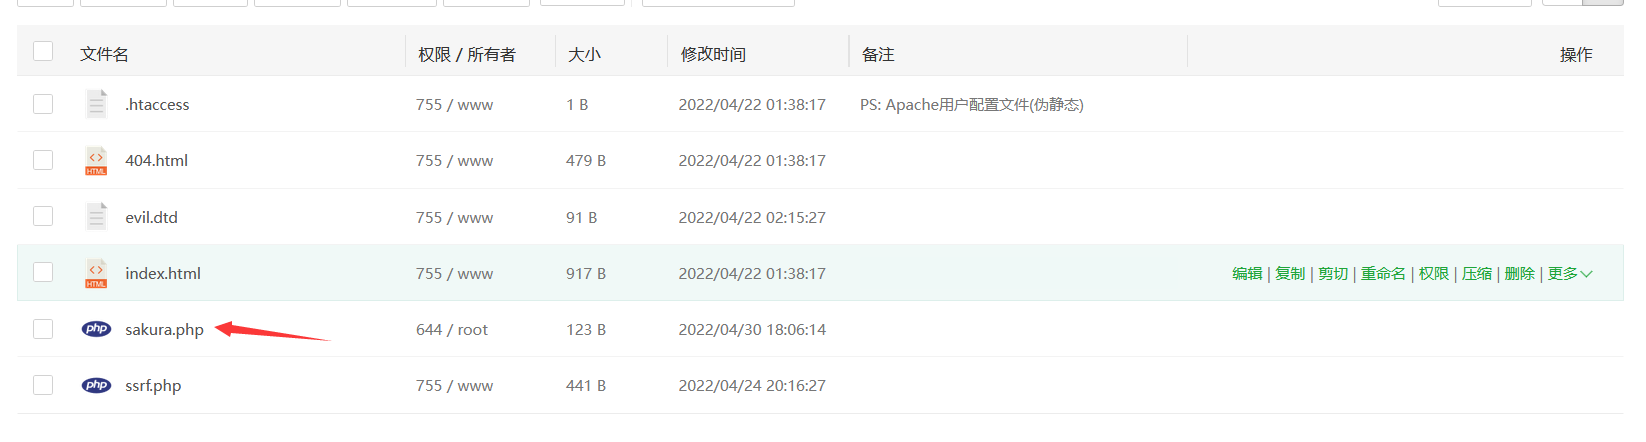 文件名 权限 / 所有者 大小 修改时间 备注 操作
.htaccess 755 / www 1 B 2022/04/22 01:38:17 PS: Apache用户配置文件(伪静态)
HTML 404.html 755 / www 479 B 2022/04/22 01:38:17
evil.dtd 755 / www 91 B 2022/04/22 02:15:27
HTML index.html 755 / www 917 B 2022/04/22 01:38:17 编辑 | 复制 | 剪切 | 重命名 | 权限 | 压缩 | 删除 | 更多
php sakura.php 644 / root 123 B 2022/04/30 18:06:14
php ssrf.php 755 / www 441 B 2022/04/24 20:16:27